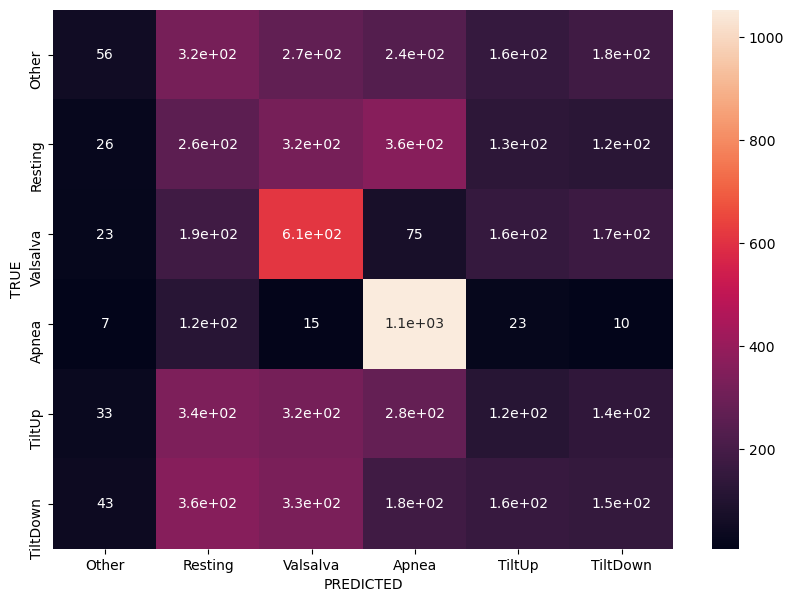 Other 56 3.2e+02 2.7e+02 2.4e+02 1.6e+02 1.8e+02
Resting 26 2.6e+02 3.2e+02 3.6e+02 1.3e+02 1.2e+02
Valsalva 23 1.9e+02 6.1e+02 75 1.6e+02 1.7e+02
Apnea 7 1.2e+02 15 1.1e+03 23 10
TiltUp 33 3.4e+02 3.2e+02 2.8e+02 1.2e+02 1.4e+02
TiltDown 43 3.6e+02 3.3e+02 1.8e+02 1.6e+02 1.5e+02
TRUE
Other Resting Valsalva Apnea TiltUp TiltDown
PREDICTED
1000
800
600
400
200